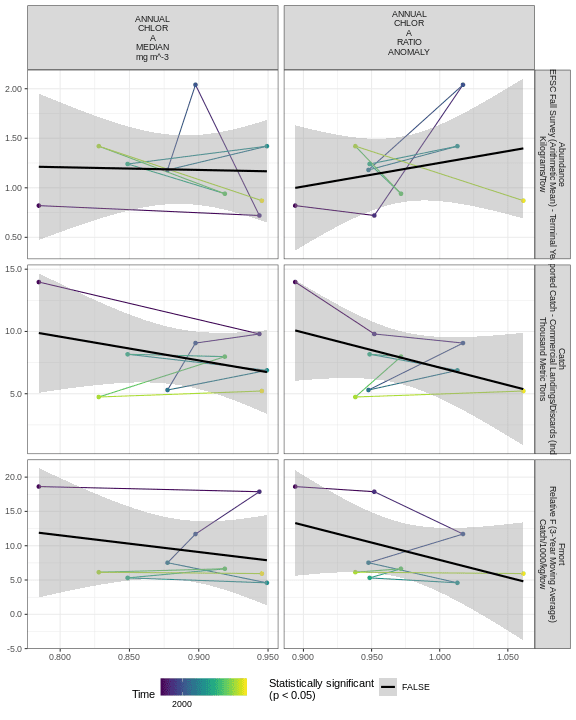 ANNUAL
CHLOR
A
MEDIAN
mg m^-3
ANNUAL
CHLOR
A
RATIO
ANOMALY
2.00
1.50
1.00
0.50
Abundance
EFSC Fall Survey (Arithmetic Mean) - Terminal Ye
Kilograms/tow
15.0
10.0
5.0
Catch
ported Catch - Commercial Landings/Discards (Ind
Thousand Metric Tons
20.0
15.0
10.0
5.0
0.0
-5.0
Fmort
Relative F (3-Year Moving Average)
Catch/1000/kg/tow
0.800
0.850
0.900
0.950
0.900
0.950
1.000
1.050
Time
2000
Statistically significant
(p < 0.05)
FALSE